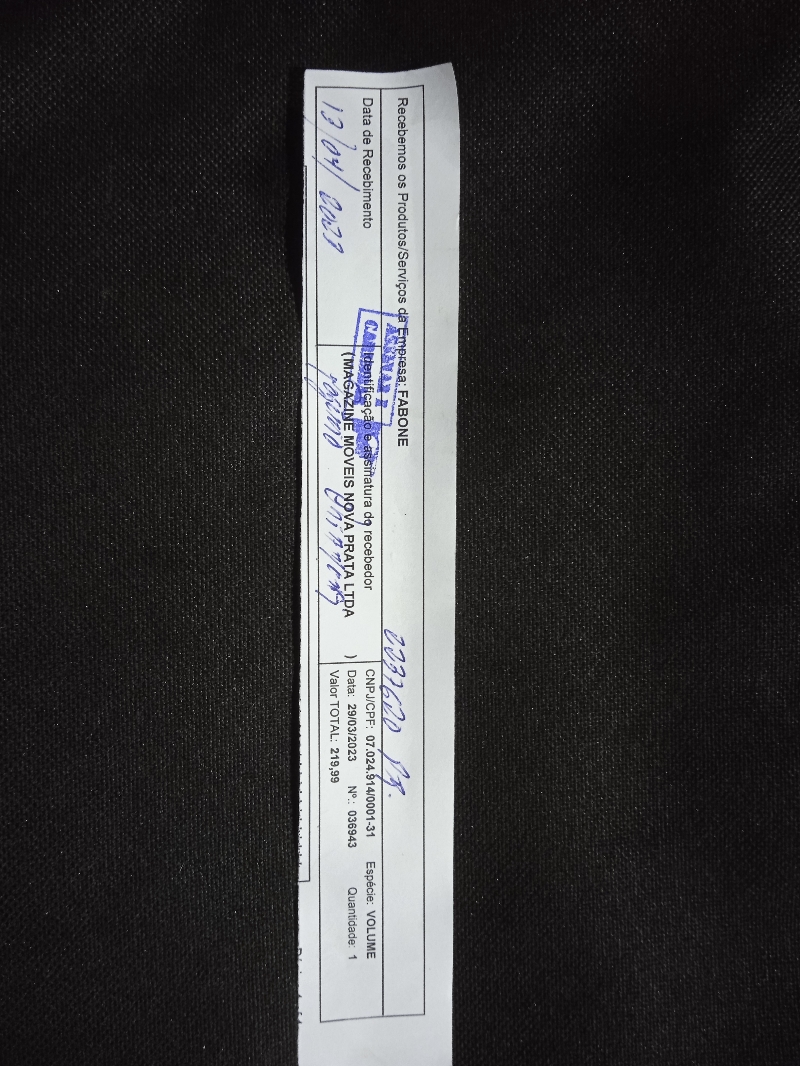 Recebemos os Produtos/Serviços da Empresa: FABONE
Data de Recebimento
13/04/2023
Identificação e assinatura do recebedor
(MAGAZINE MOVEIS NOVA PRATA LTDA )
CNPJ/CPF: 07.024.914/0001-31 Espécie: VOLUME
Data: 29/03/2023 Nº.: 036943 Quantidade: 1
Valor TOTAL: 219,99